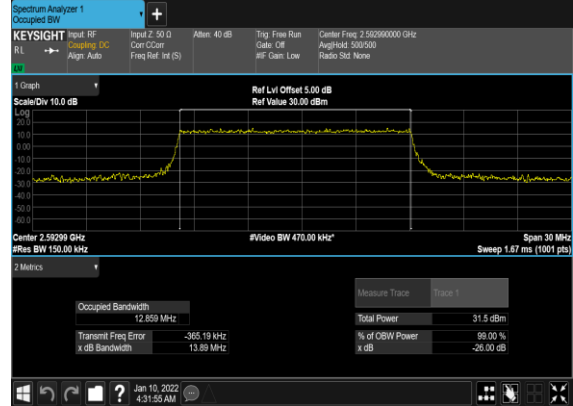 Spectrum Analyzer 1
Occupied BW
KEYSIGHT Input: RF Input Z: 50 Ω Atten: 40 dB Trig: Free Run Center Freq: 2.592990000 GHz
RL Coupling: DC Corr CCorr Gate: Off Avg|Hold: 500/500
Align: Auto Freq Ref: Int (S) #IF Gain: Low Radio Std: None
1 Graph
Ref Lvl Offset 5.00 dB
Scale/Div 10.0 dB Ref Value 30.00 dBm
Log
20.0
10.0
0.00
-10.0
-20.0
-30.0
-40.0
-50.0
-60.0
Center 2.59299 GHz #Video BW 470.00 kHz* Span 30 MHz
#Res BW 150.00 kHz Sweep 1.67 ms (1001 pts)
2 Metrics
Measure Trace Trace 1
Occupied Bandwidth
12.859 MHz Total Power 31.5 dBm
Transmit Freq Error -365.19 kHz % of OBW Power 99.00 %
x dB Bandwidth 13.89 MHz x dB -26.00 dB
? Jan 10, 2022
4:31:55 AM